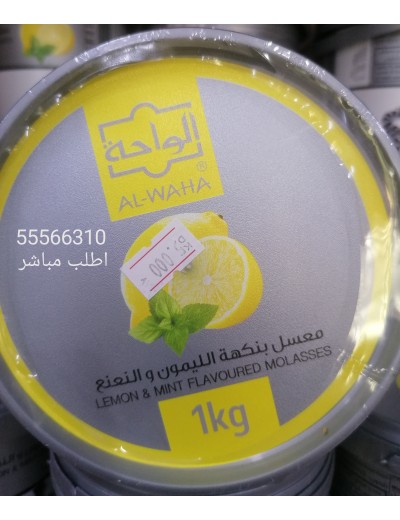 الواحة
®
AL-WAHA
55566310
اطلب مباشر
معسل بنكهة الليمون و النعنع
LEMON & MINT FLAVOURED MOLASSES
1kg